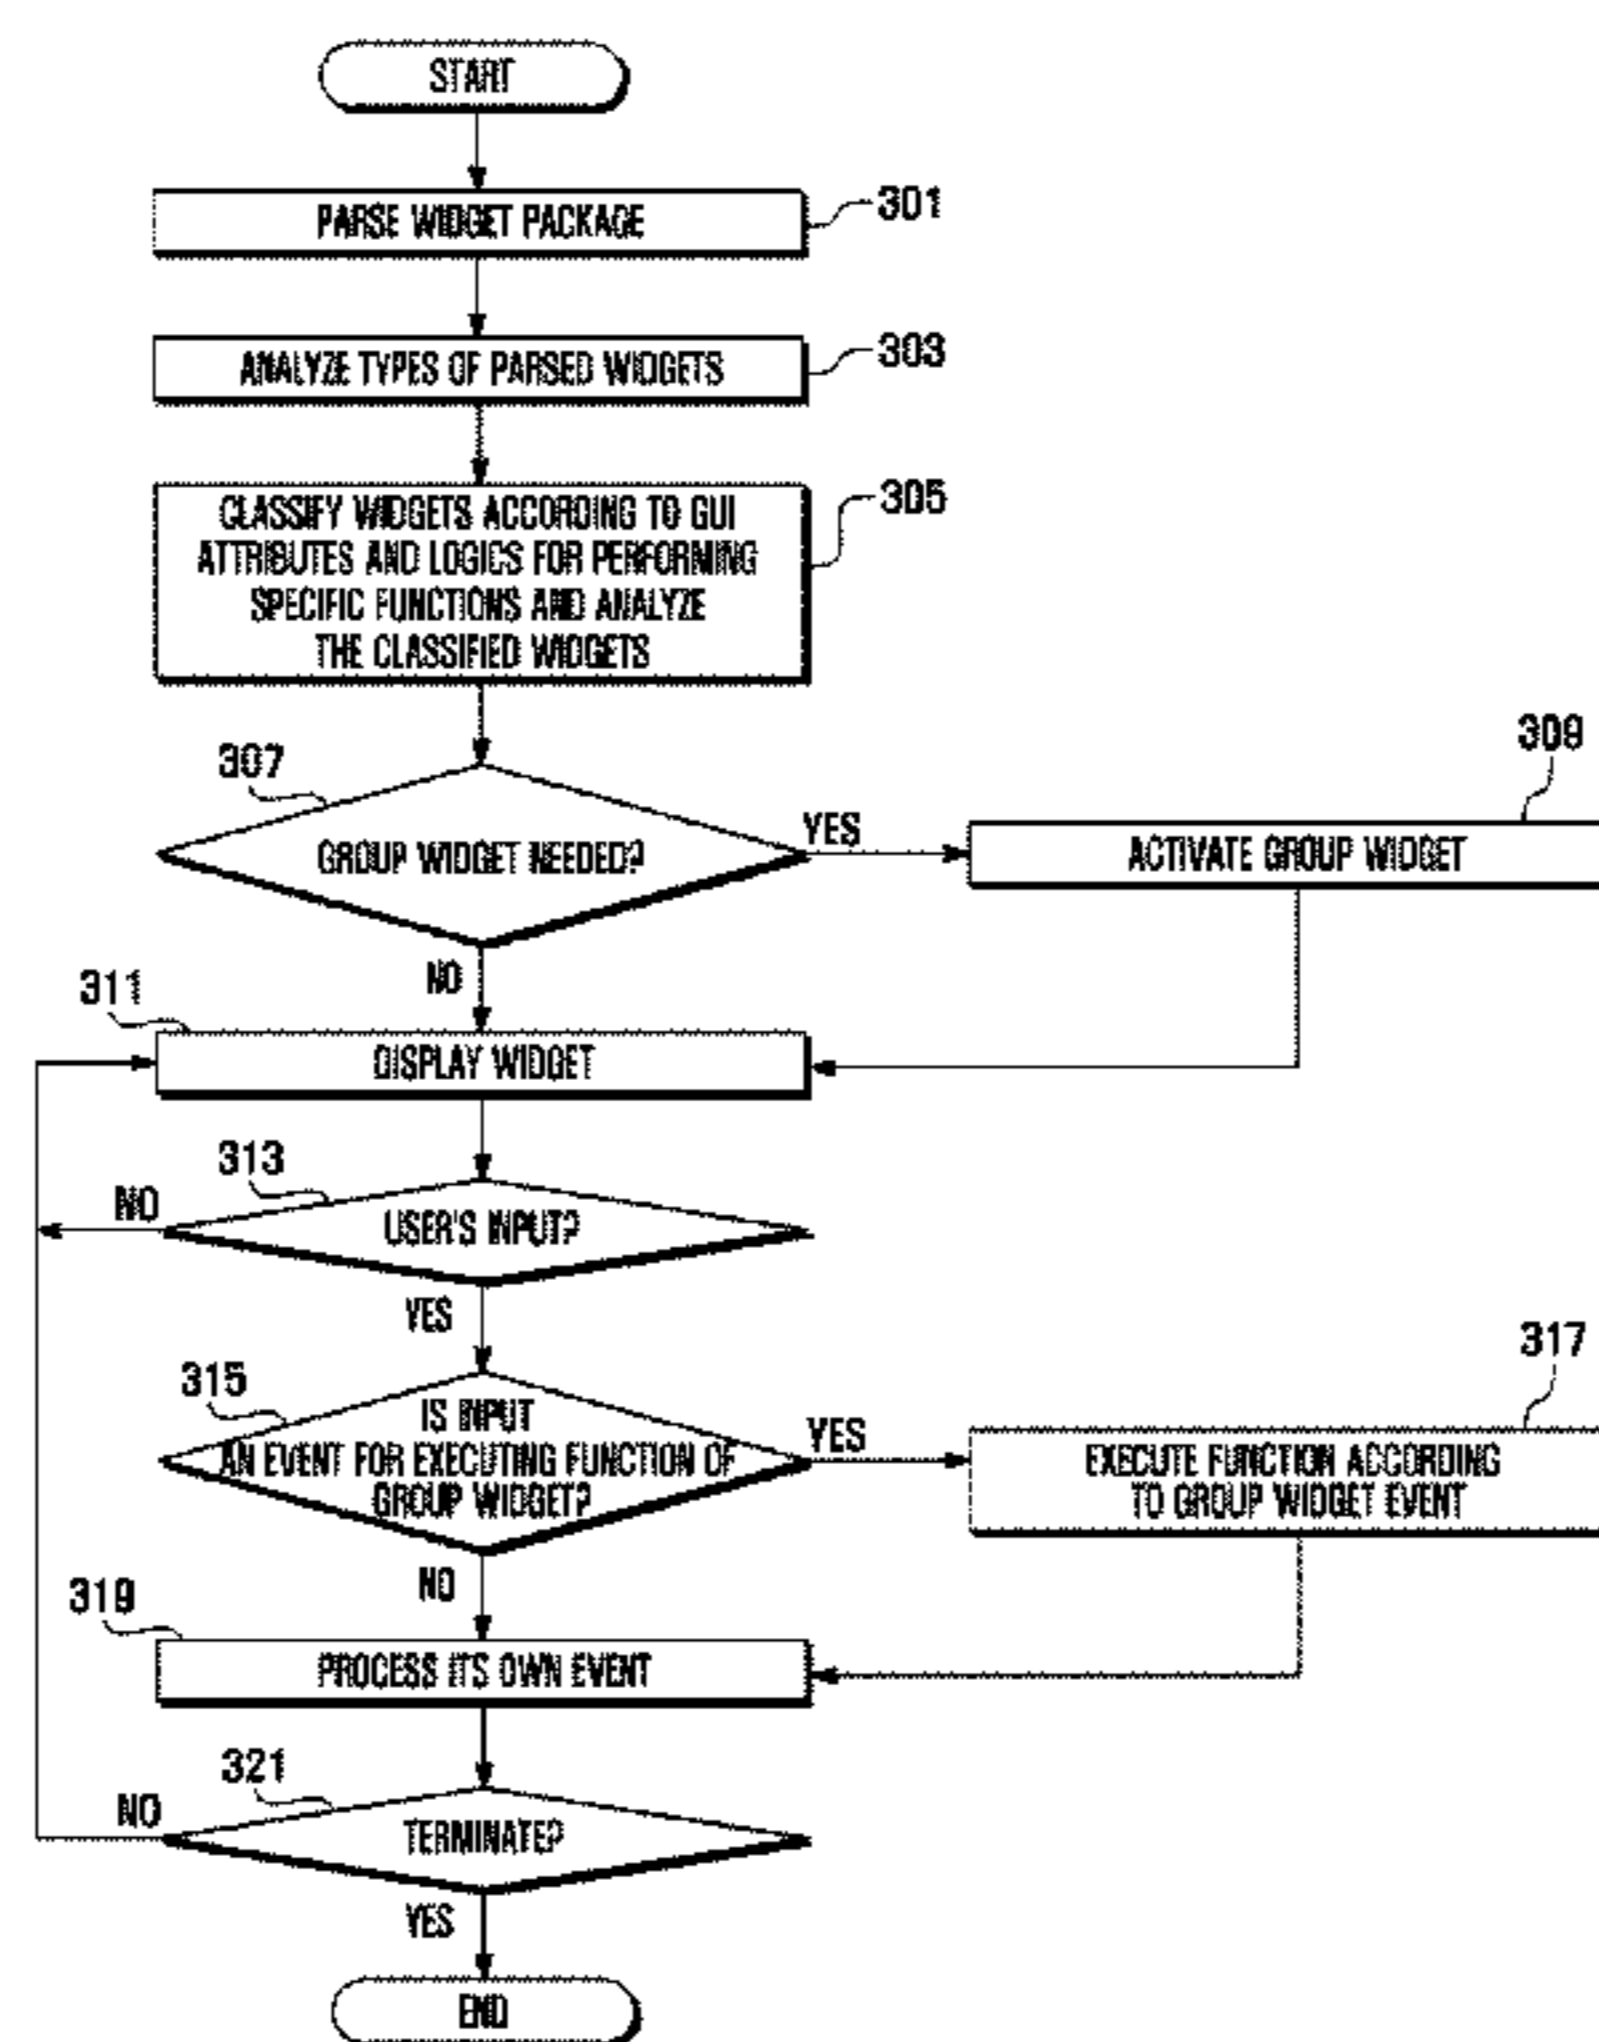 START
PARSE WIDGET PACKAGE
301
ANALYZE TYPES OF PARSED WIDGETS
303
CLASSIFY WIDGETS ACCORDING TO GUI
ATTRIBUTES AND LOGICS FOR PERFORMING
SPECIFIC FUNCTIONS AND ANALYZE
THE CLASSIFIED WIDGETS
305
307
GROUP WIDGET NEEDED?
YES
309
ACTIVATE GROUP WIDGET
NO
311
DISPLAY WIDGET
313
NO
USER'S INPUT?
YES
315
IS INPUT
AN EVENT FOR EXECUTING FUNCTION OF
GROUP WIDGET?
YES
317
EXECUTE FUNCTION ACCORDING
TO GROUP WIDGET EVENT
NO
319
PROCESS ITS OWN EVENT
321
NO
TERMINATE?
YES
END